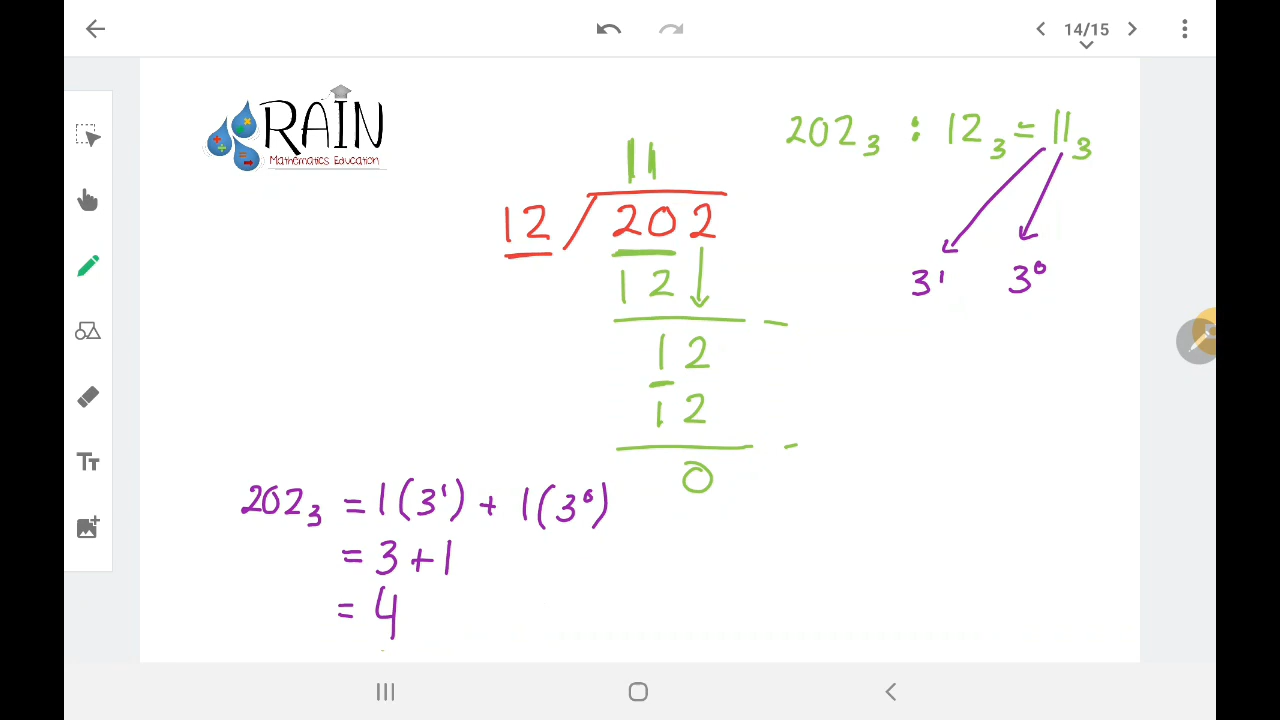 14/15
RAIN
Mathematics Education
202₃ : 12₃ = 11₃
11
12 202
12
3¹ 3⁰
12
12
0
202₃ = 1(3¹) + 1(3⁰)
= 3 + 1
= 4
Tт